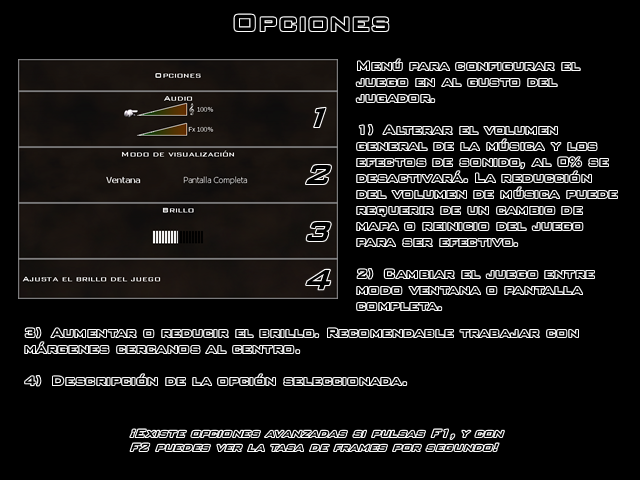 Opciones
Opciones
Audio
100%
1
Fx 100%
Modo de visualización
Ventana Pantalla Completa
2
Brillo
3
Ajusta el brillo del juego
4
Menú para configurar el
juego en al gusto del
jugador.
1) Alterar el volumen
general de la música y los
efectos de sonido, al 0% se
desactivará. La reducción
del volumen de música puede
requerir de un cambio de
mapa o reinicio del juego
para ser efectivo.
2) Cambiar el juego entre
modo ventana o pantalla
completa.
3) Aumentar o reducir el brillo. Recomendable trabajar con
márgenes cercanos al centro.
4) Descripción de la opción seleccionada.
¡Existe opciones avanzadas si pulsas F1, y con
F2 puedes ver la tasa de frames por segundo!